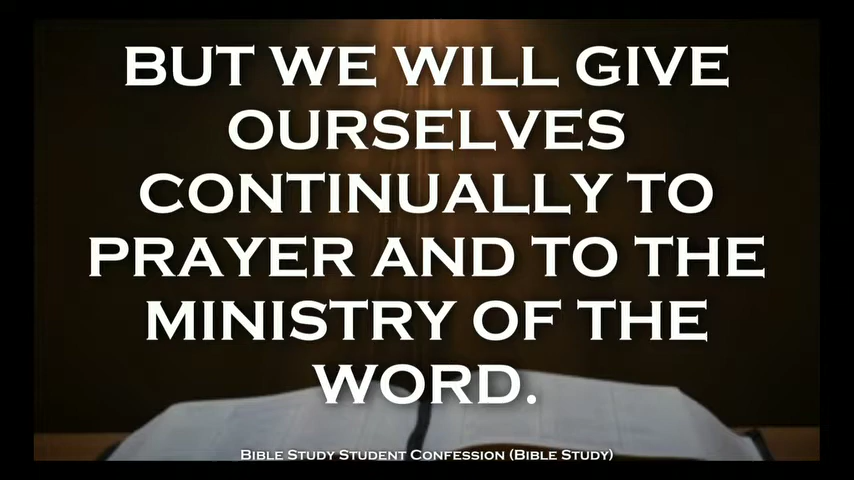 BUT WE WILL GIVE
OURSELVES
CONTINUALLY TO
PRAYER AND TO THE
MINISTRY OF THE
WORD.
BIBLE STUDY STUDENT CONFESSION (BIBLE STUDY)